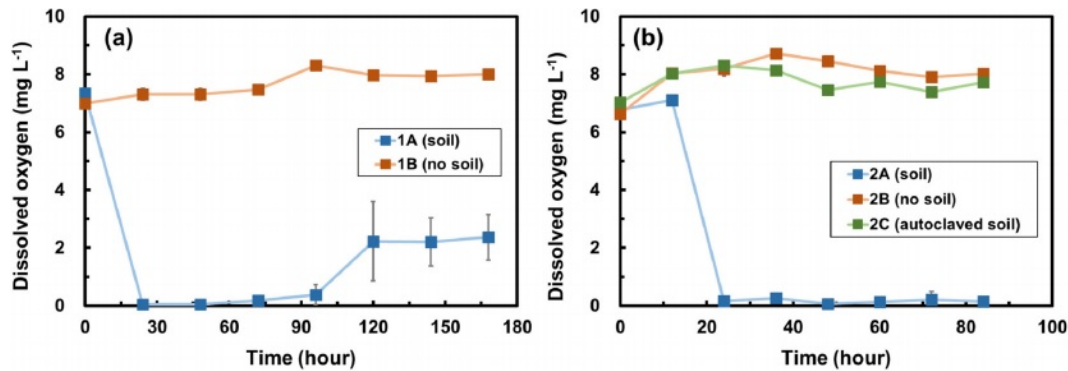 (a)
Dissolved oxygen (mg L⁻¹)
10
8
6
4
2
0
1A (soil)
1B (no soil)
0 30 60 90 120 150 180
Time (hour)
(b)
Dissolved oxygen (mg L⁻¹)
10
8
6
4
2
0
2A (soil)
2B (no soil)
2C (autoclaved soil)
0 20 40 60 80 100
Time (hour)